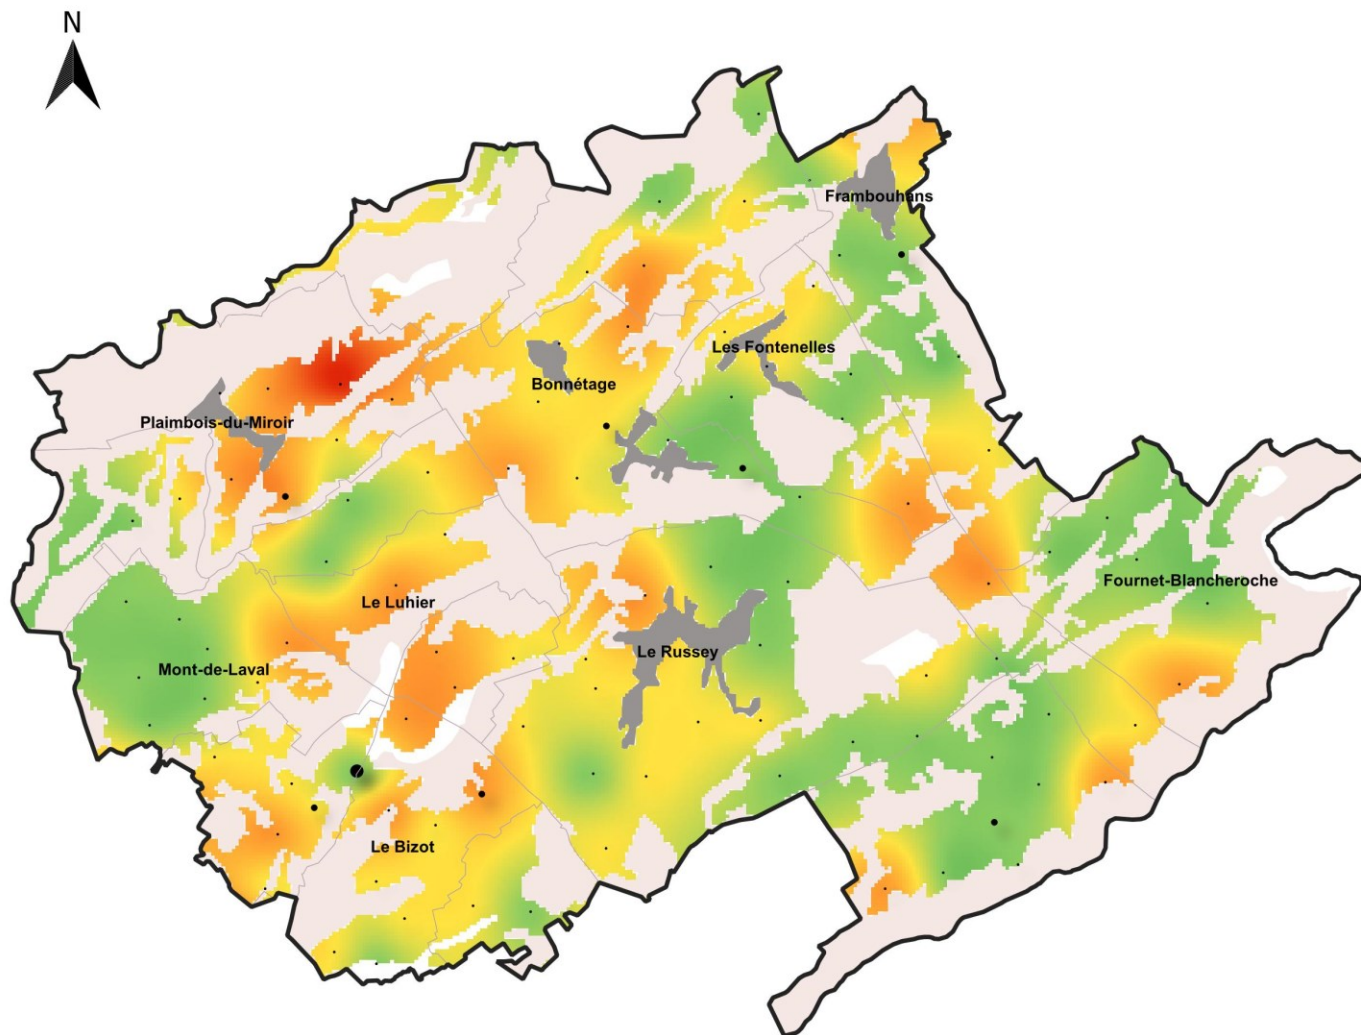 N
Frambouhans
Les Fontenelles
Bonnétage
Plaimbois-du-Miroir
Fournet-Blancheroche
Le Luhier
Le Russey
Mont-de-Laval
Le Bizot